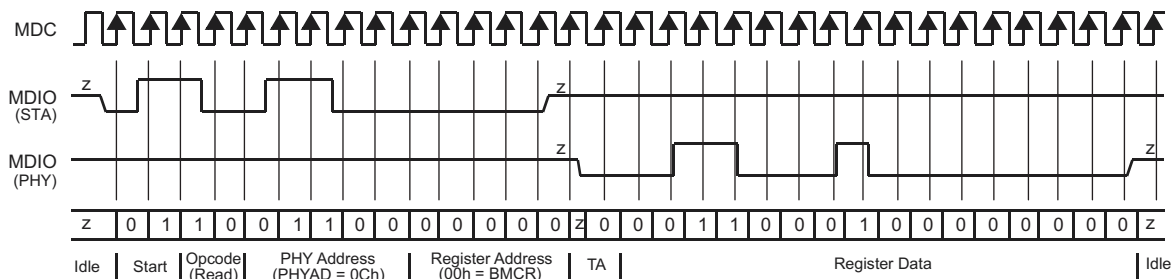 MDC
z
z
MDIO
(STA)
z
z
MDIO
(PHY)
z 0 1 1 0 0 1 1 0 0 0 0 0 0 0 z 0 0 0 1 1 0 0 0 1 0 0 0 0 0 0 0 0 z
Idle
Start
Opcode
(Read)
PHY Address
(PHYAD = 0Ch)
Register Address
(00h = BMCR)
TA
Register Data
Idle